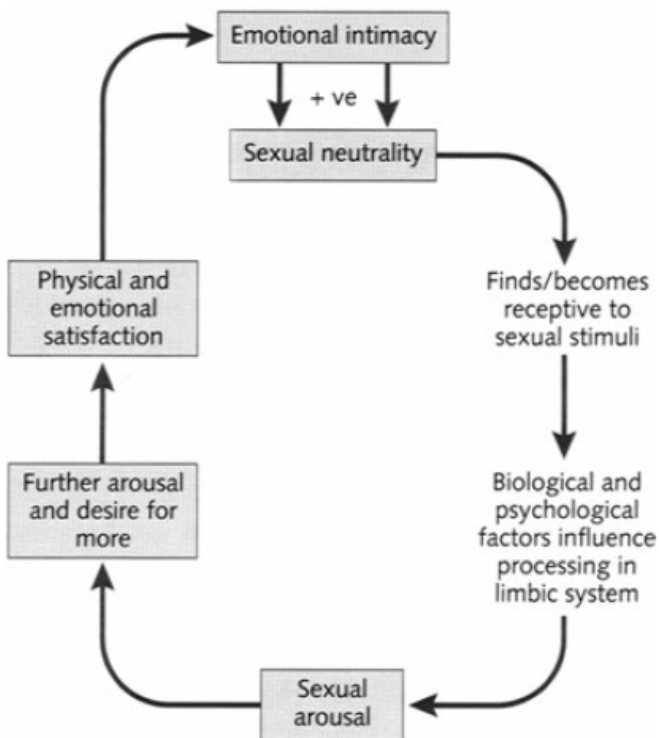 Emotional intimacy
+ ve
Sexual neutrality
Finds/becomes
receptive to
sexual stimuli
Biological and
psychological
factors influence
processing in
limbic system
Sexual
arousal
Further arousal
and desire for
more
Physical and
emotional
satisfaction